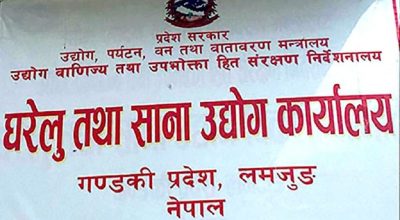 प्रदेश सरकार
उद्योग, पर्यटन, वन तथा वातावरण मन्त्रालय
उद्योग वाणिज्य तथा उपभोक्ता हित संरक्षण निर्देशनालय
घरेलु तथा साना उद्योग कार्यालय
गण्डकी प्रदेश, लमजुङ
नेपाल